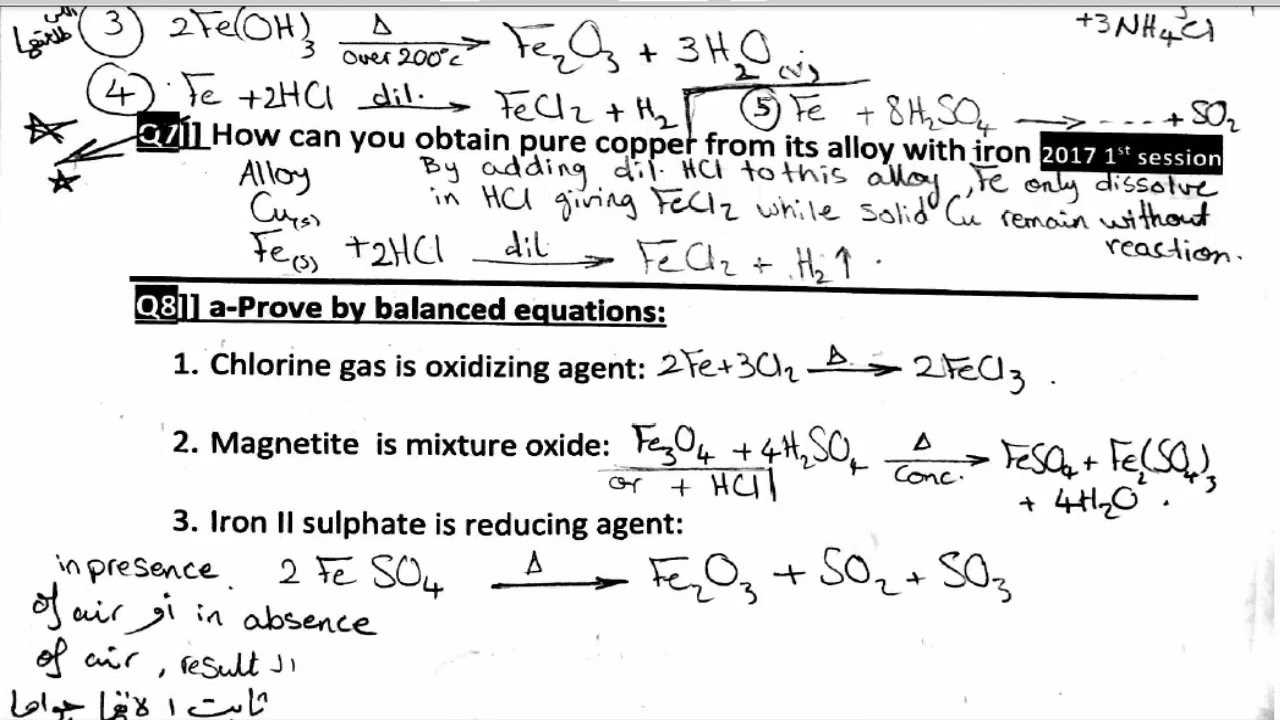 (3) 2Fe(OH)₃ Δ over 200°c → Fe₂O₃ + 3H₂O(v)
+3NH₄Cl
(4) Fe + 2HCl dil. → FeCl₂ + H₂
(5) Fe + 8H₂SO₄ → ---- + SO₂
Q7]] How can you obtain pure copper from its alloy with iron 2017 1st session
Alloy
Cu(s)
By adding dil. HCl to this alloy, Fe only dissolve
in HCl giving FeCl₂ while solid Cu remain without
reaction.
Fe(s) + 2HCl dil → FeCl₂ + H₂↑.
Q8]] a-Prove by balanced equations:
1. Chlorine gas is oxidizing agent: 2Fe+3Cl₂ Δ → 2FeCl₃.
2. Magnetite is mixture oxide: Fe₃O₄ + 4H₂SO₄ Δ conc. → FeSO₄ + Fe₂(SO₄)₃
or + HCl
+ 4H₂O.
3. Iron II sulphate is reducing agent:
2 FeSO₄ Δ → Fe₂O₃ + SO₂ + SO₃
in presence
of air أو in absence
of air, result ال
ثابت